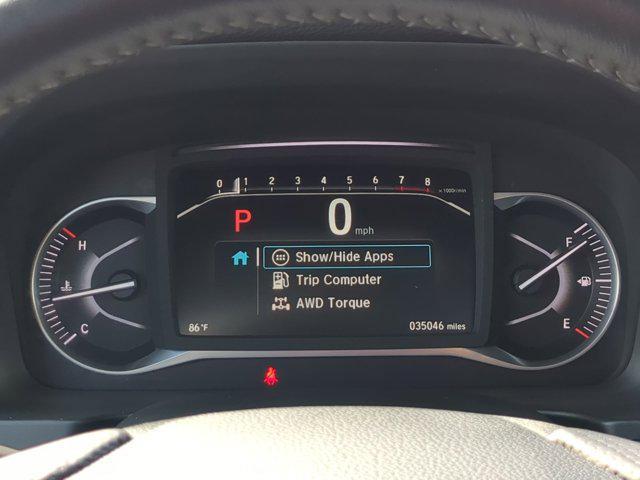 0 1 2 3 4 5 6 7 8
x1000r/min
P 0 mph
H
F
Show/Hide Apps
Trip Computer
AWD Torque
C
E
86°F 035046 miles